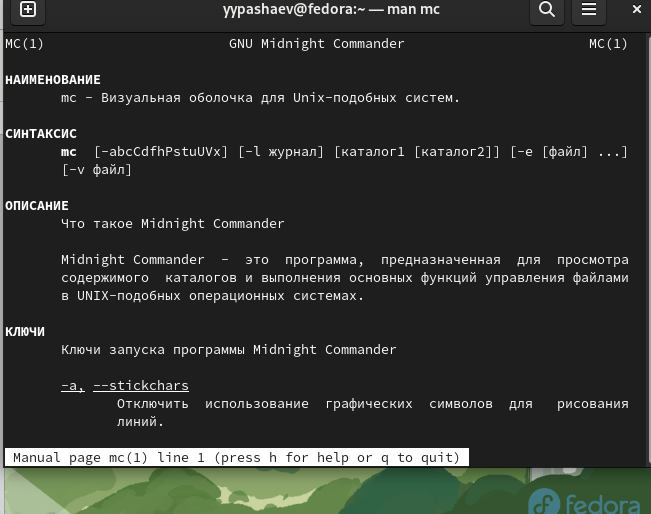 yypashaev@fedora:~ — man mc
MC(1) GNU Midnight Commander MC(1)
НАИМЕНОВАНИЕ
mc - Визуальная оболочка для Unix-подобных систем.
СИНТАКСИС
mc [-abcCdfhPstuUVx] [-l журнал] [каталог1 [каталог2]] [-e [файл] ...]
[-v файл]
ОПИСАНИЕ
Что такое Midnight Commander
Midnight Commander - это программа, предназначенная для просмотра
содержимого каталогов и выполнения основных функций управления файлами
в UNIX-подобных операционных системах.
КЛЮЧИ
Ключи запуска программы Midnight Commander
-a, --stickchars
Отключить использование графических символов для рисования
линий.
Manual page mc(1) line 1 (press h for help or q to quit)
fedora